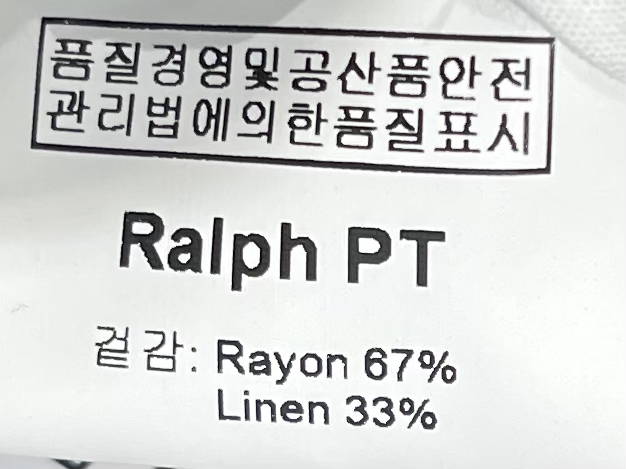 품질경영및공산품안전
관리법에의한품질표시
Ralph PT
겉감: Rayon 67%
Linen 33%